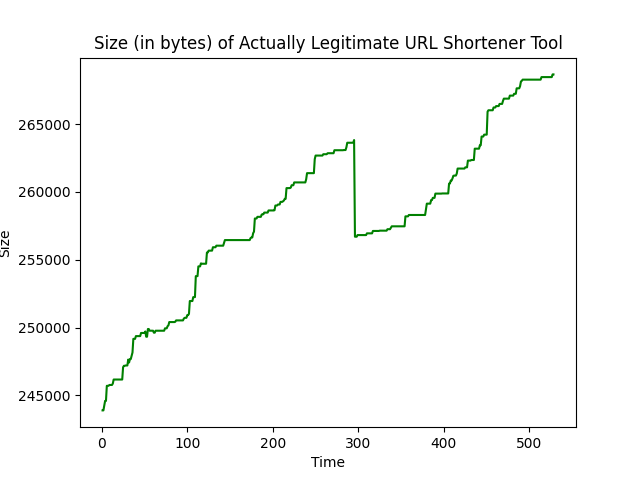 Size (in bytes) of Actually Legitimate URL Shortener Tool
265000
260000
255000
250000
245000
Size
0 100 200 300 400 500
Time